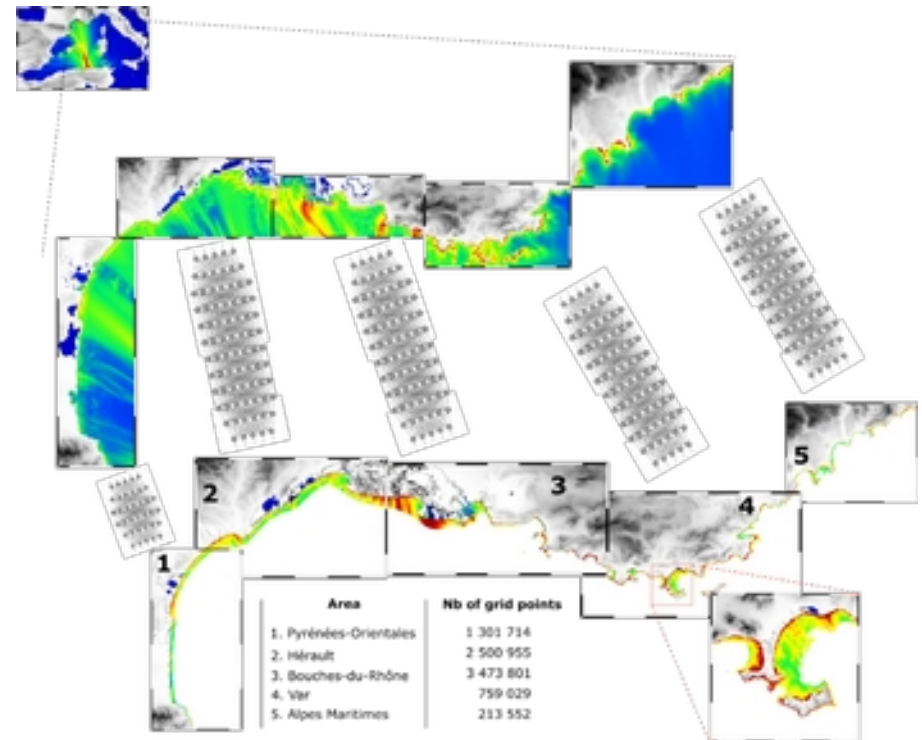 5
2
3
4
1
Area Nb of grid points
1. Pyrénées-Orientales 1 301 714
2. Hérault 2 500 955
3. Bouches-du-Rhône 3 473 801
4. Var 759 029
5. Alpes Maritimes 213 552